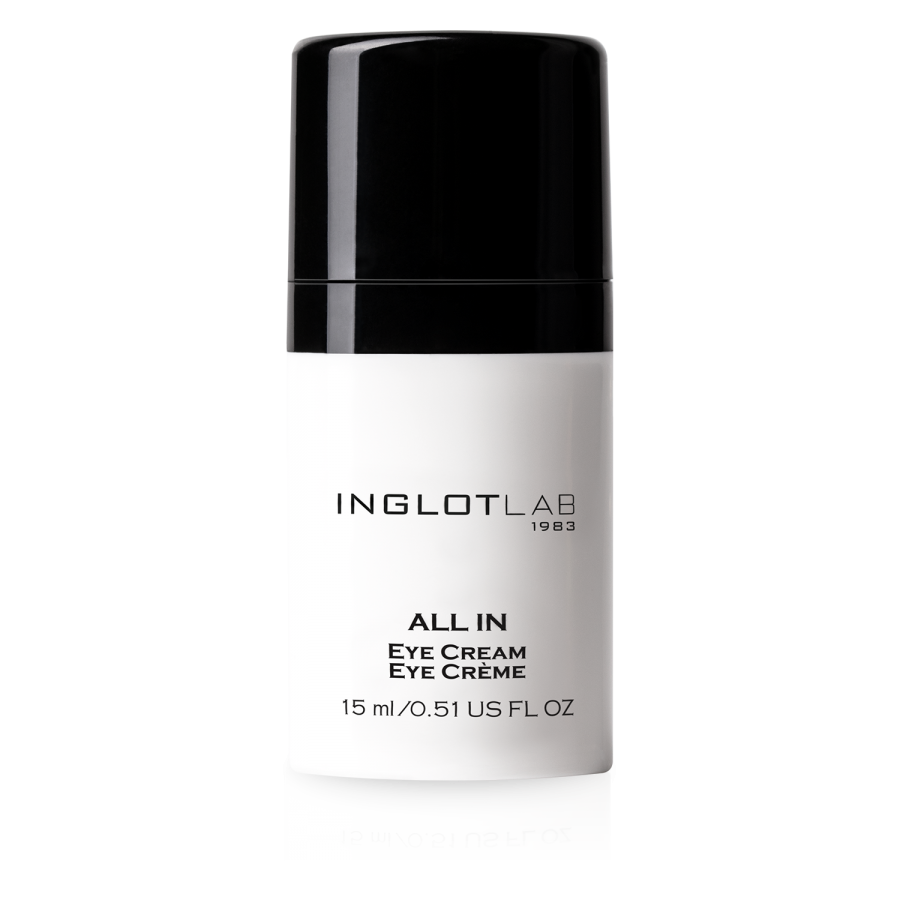 INGLOTLAB
1983
ALL IN
EYE CREAM
EYE CRÈME
15 ml/0.51 US FL OZ